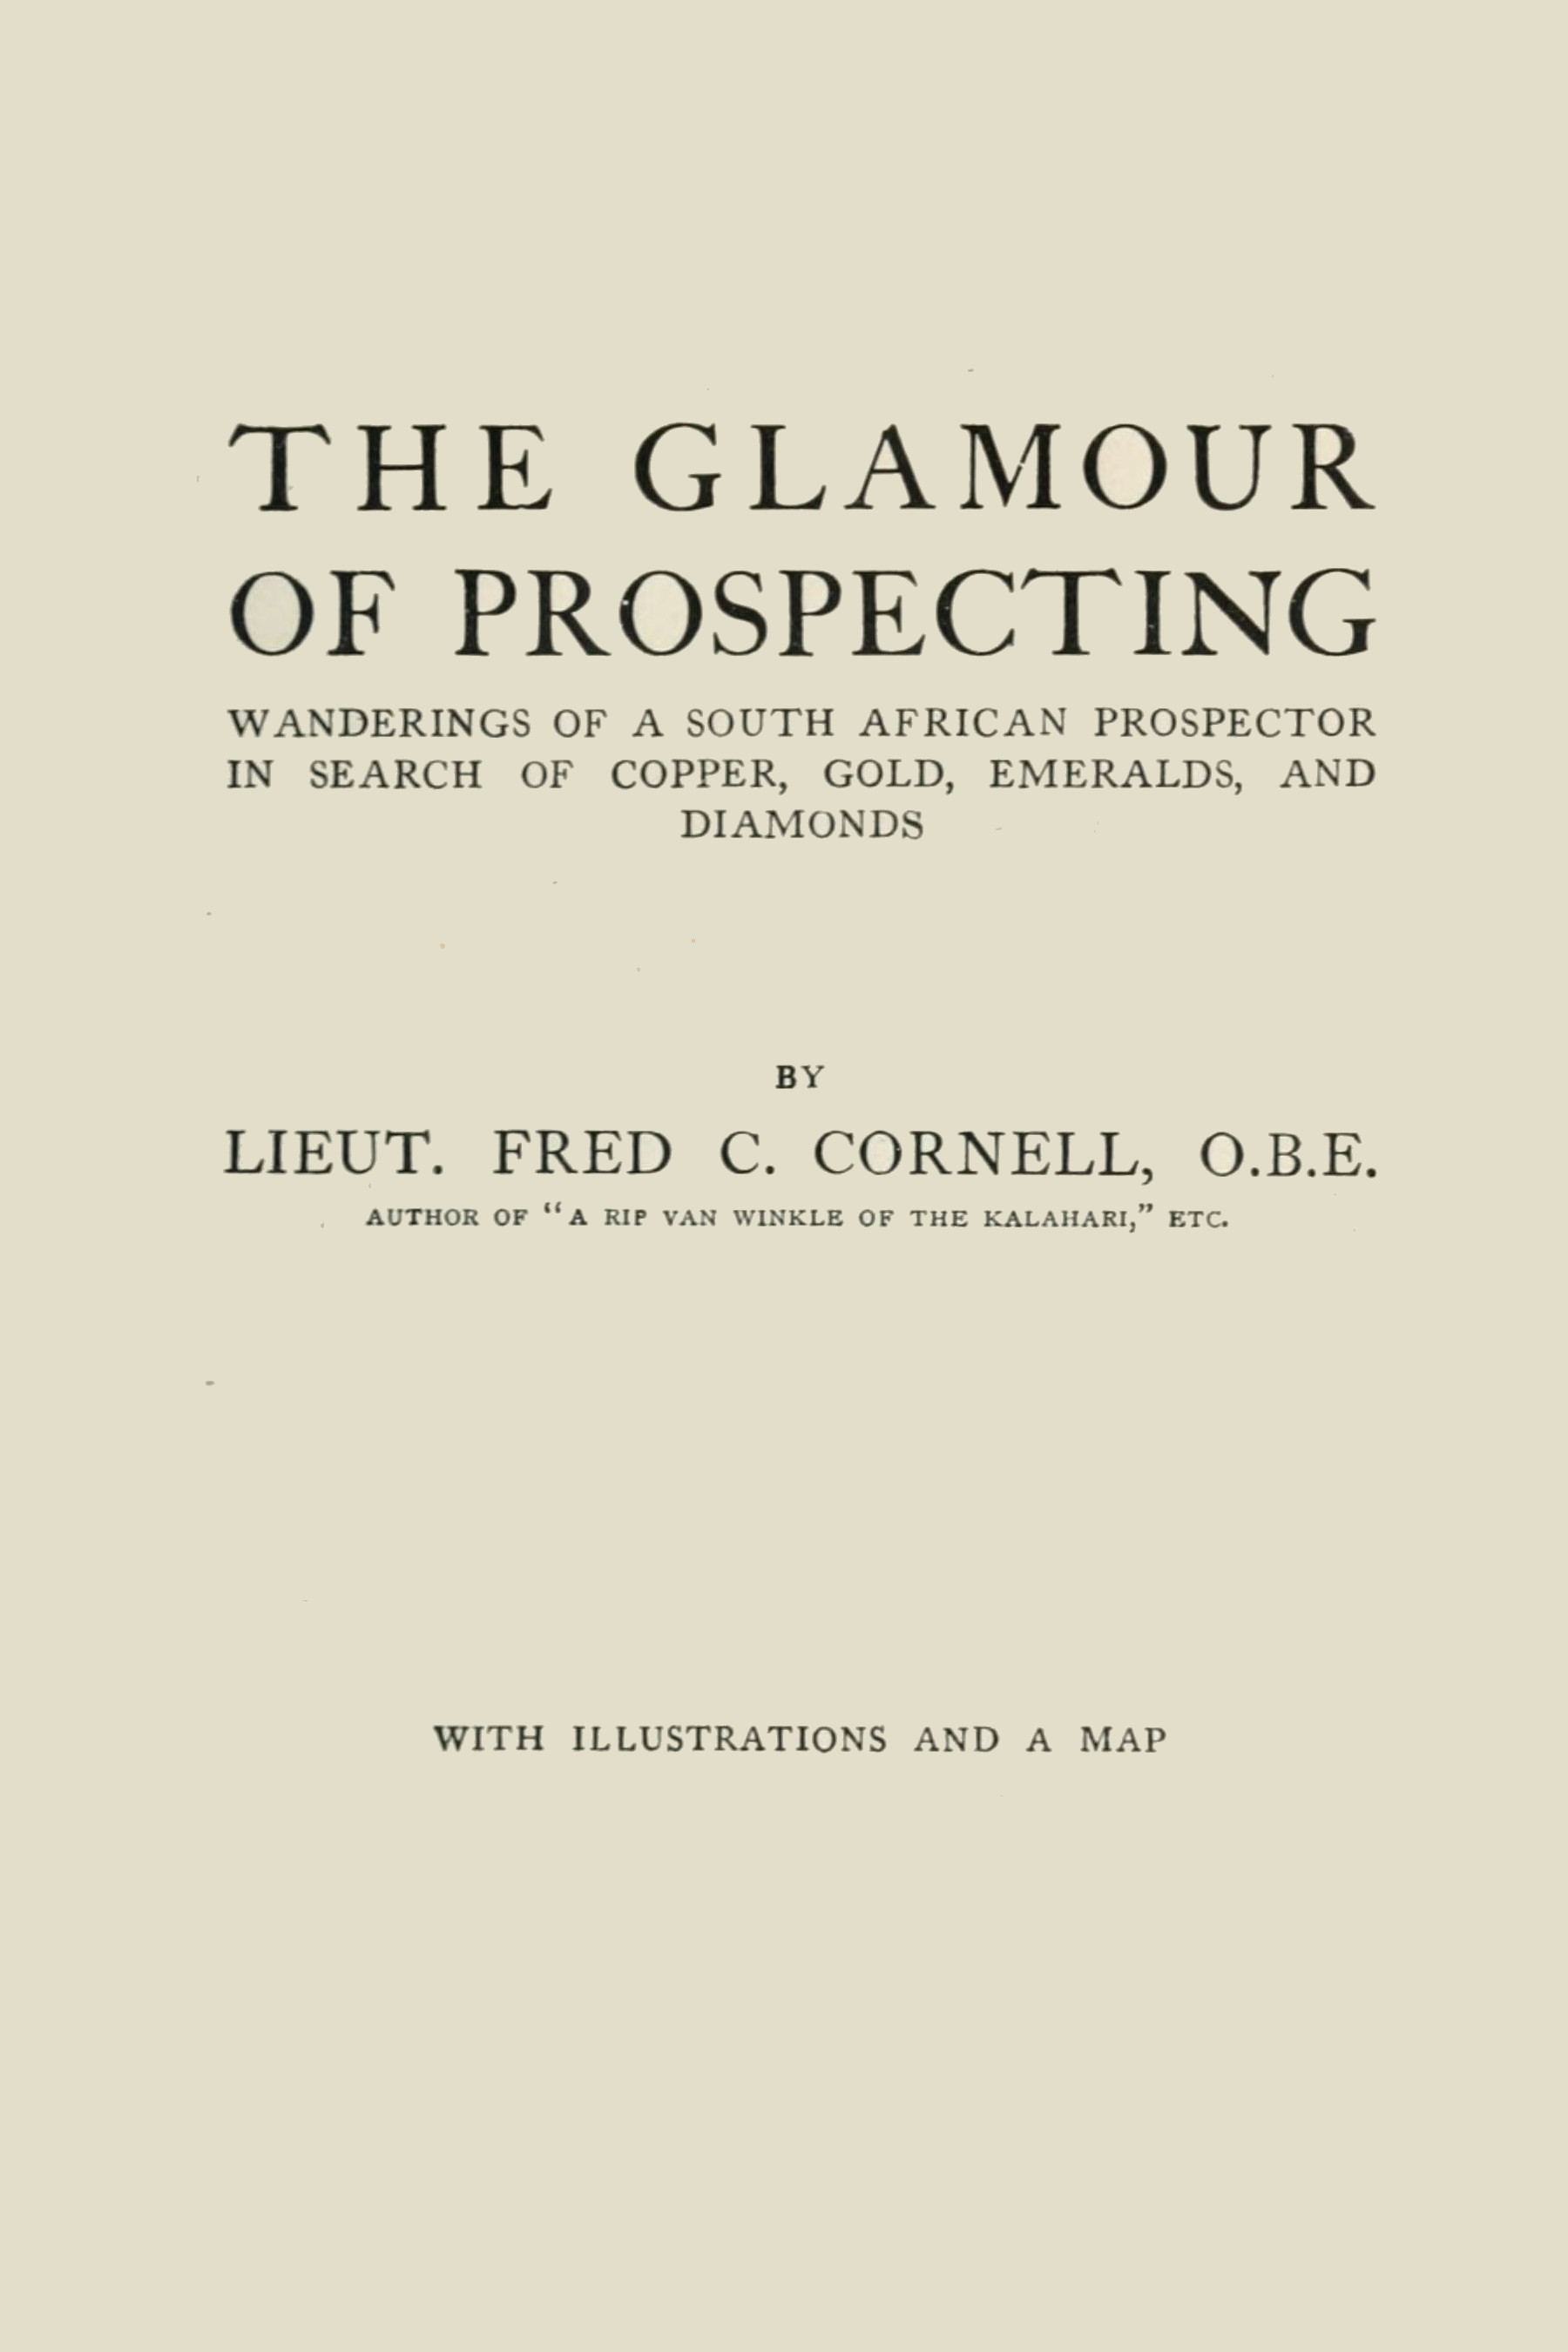 THE GLAMOUR
OF PROSPECTING
WANDERINGS OF A SOUTH AFRICAN PROSPECTOR
IN SEARCH OF COPPER, GOLD, EMERALDS, AND
DIAMONDS
BY
LIEUT. FRED C. CORNELL, O.B.E.
AUTHOR OF “A RIP VAN WINKLE OF THE KALAHARI,” ETC.
WITH ILLUSTRATIONS AND A MAP